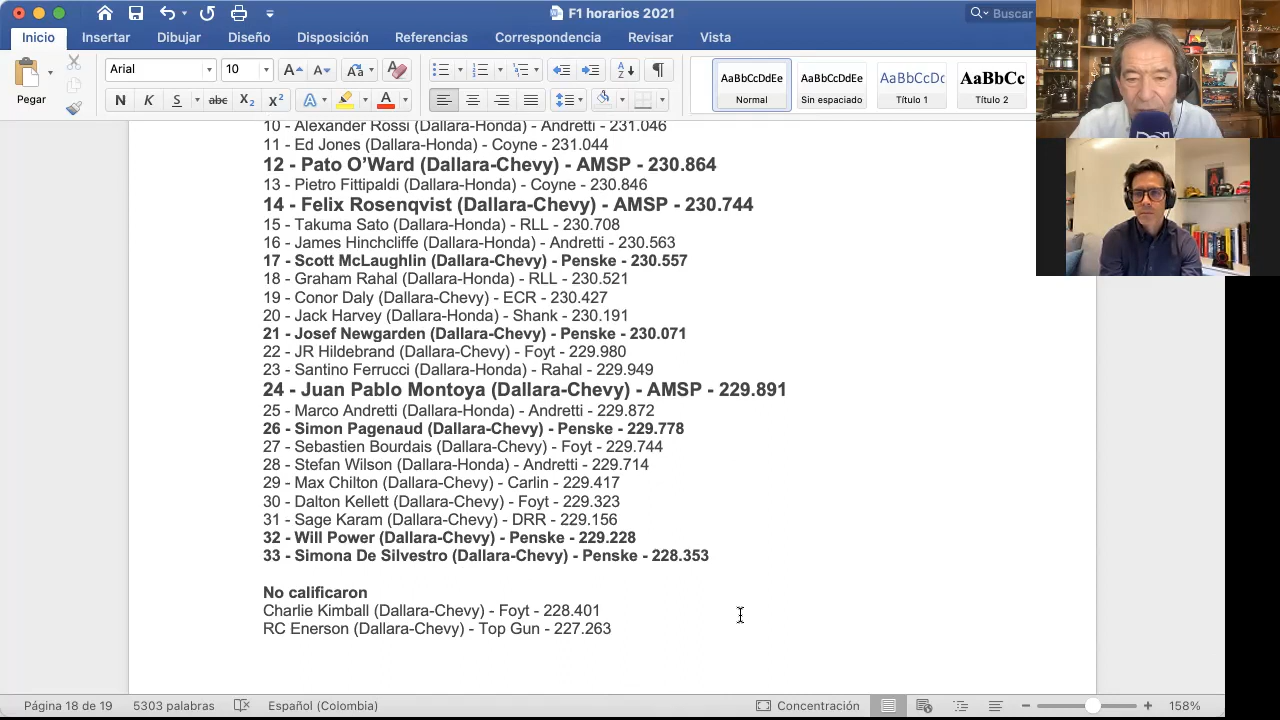 F1 horarios 2021
Buscar
Inicio
Insertar
Dibujar
Diseño
Disposición
Referencias
Correspondencia
Revisar
Vista
Pegar
Arial
10
AaBbCcDdEe
Normal
AaBbCcDdEe
Sin espaciado
AaBbCcDc
Título 1
AaBbCc
Título 2
10 - Alexander Rossi (Dallara-Honda) - Andretti - 231.046
11 - Ed Jones (Dallara-Honda) - Coyne - 231.044
12 - Pato O’Ward (Dallara-Chevy) - AMSP - 230.864
13 - Pietro Fittipaldi (Dallara-Honda) - Coyne - 230.846
14 - Felix Rosenqvist (Dallara-Chevy) - AMSP - 230.744
15 - Takuma Sato (Dallara-Honda) - RLL - 230.708
16 - James Hinchcliffe (Dallara-Honda) - Andretti - 230.563
17 - Scott McLaughlin (Dallara-Chevy) - Penske - 230.557
18 - Graham Rahal (Dallara-Honda) - RLL - 230.521
19 - Conor Daly (Dallara-Chevy) - ECR - 230.427
20 - Jack Harvey (Dallara-Honda) - Shank - 230.191
21 - Josef Newgarden (Dallara-Chevy) - Penske - 230.071
22 - JR Hildebrand (Dallara-Chevy) - Foyt - 229.980
23 - Santino Ferrucci (Dallara-Honda) - Rahal - 229.949
24 - Juan Pablo Montoya (Dallara-Chevy) - AMSP - 229.891
25 - Marco Andretti (Dallara-Honda) - Andretti - 229.872
26 - Simon Pagenaud (Dallara-Chevy) - Penske - 229.778
27 - Sebastien Bourdais (Dallara-Chevy) - Foyt - 229.744
28 - Stefan Wilson (Dallara-Honda) - Andretti - 229.714
29 - Max Chilton (Dallara-Chevy) - Carlin - 229.417
30 - Dalton Kellett (Dallara-Chevy) - Foyt - 229.323
31 - Sage Karam (Dallara-Chevy) - DRR - 229.156
32 - Will Power (Dallara-Chevy) - Penske - 229.228
33 - Simona De Silvestro (Dallara-Chevy) - Penske - 228.353
No calificaron
Charlie Kimball (Dallara-Chevy) - Foyt - 228.401
RC Enerson (Dallara-Chevy) - Top Gun - 227.263
Página 18 de 19
5303 palabras
Español (Colombia)
Concentración
158%